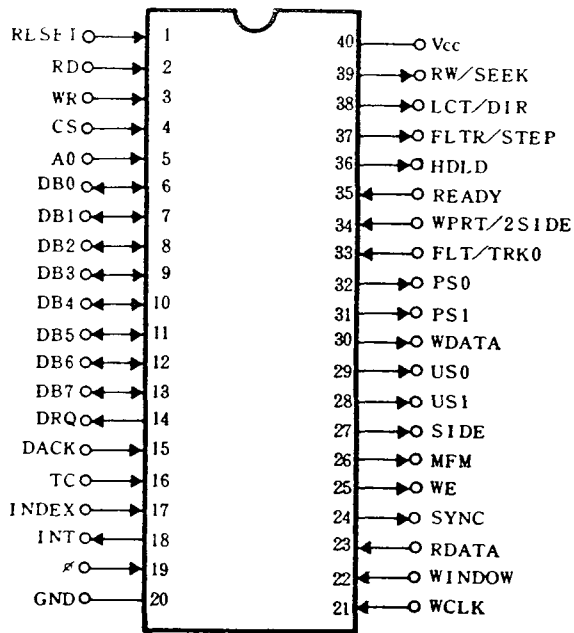 RESET 1
RD 2
WR 3
CS 4
A0 5
DB0 6
DB1 7
DB2 8
DB3 9
DB4 10
DB5 11
DB6 12
DB7 13
DRQ 14
DACK 15
TC 16
INDEX 17
INT 18
ø 19
GND 20
40 Vcc
39 RW/SEEK
38 LCT/DIR
37 FLTR/STEP
36 HDLD
35 READY
34 WPRT/2SIDE
33 FLT/TRK0
32 PS0
31 PS1
30 WDATA
29 US0
28 US1
27 SIDE
26 MFM
25 WE
24 SYNC
23 RDATA
22 WINDOW
21 WCLK